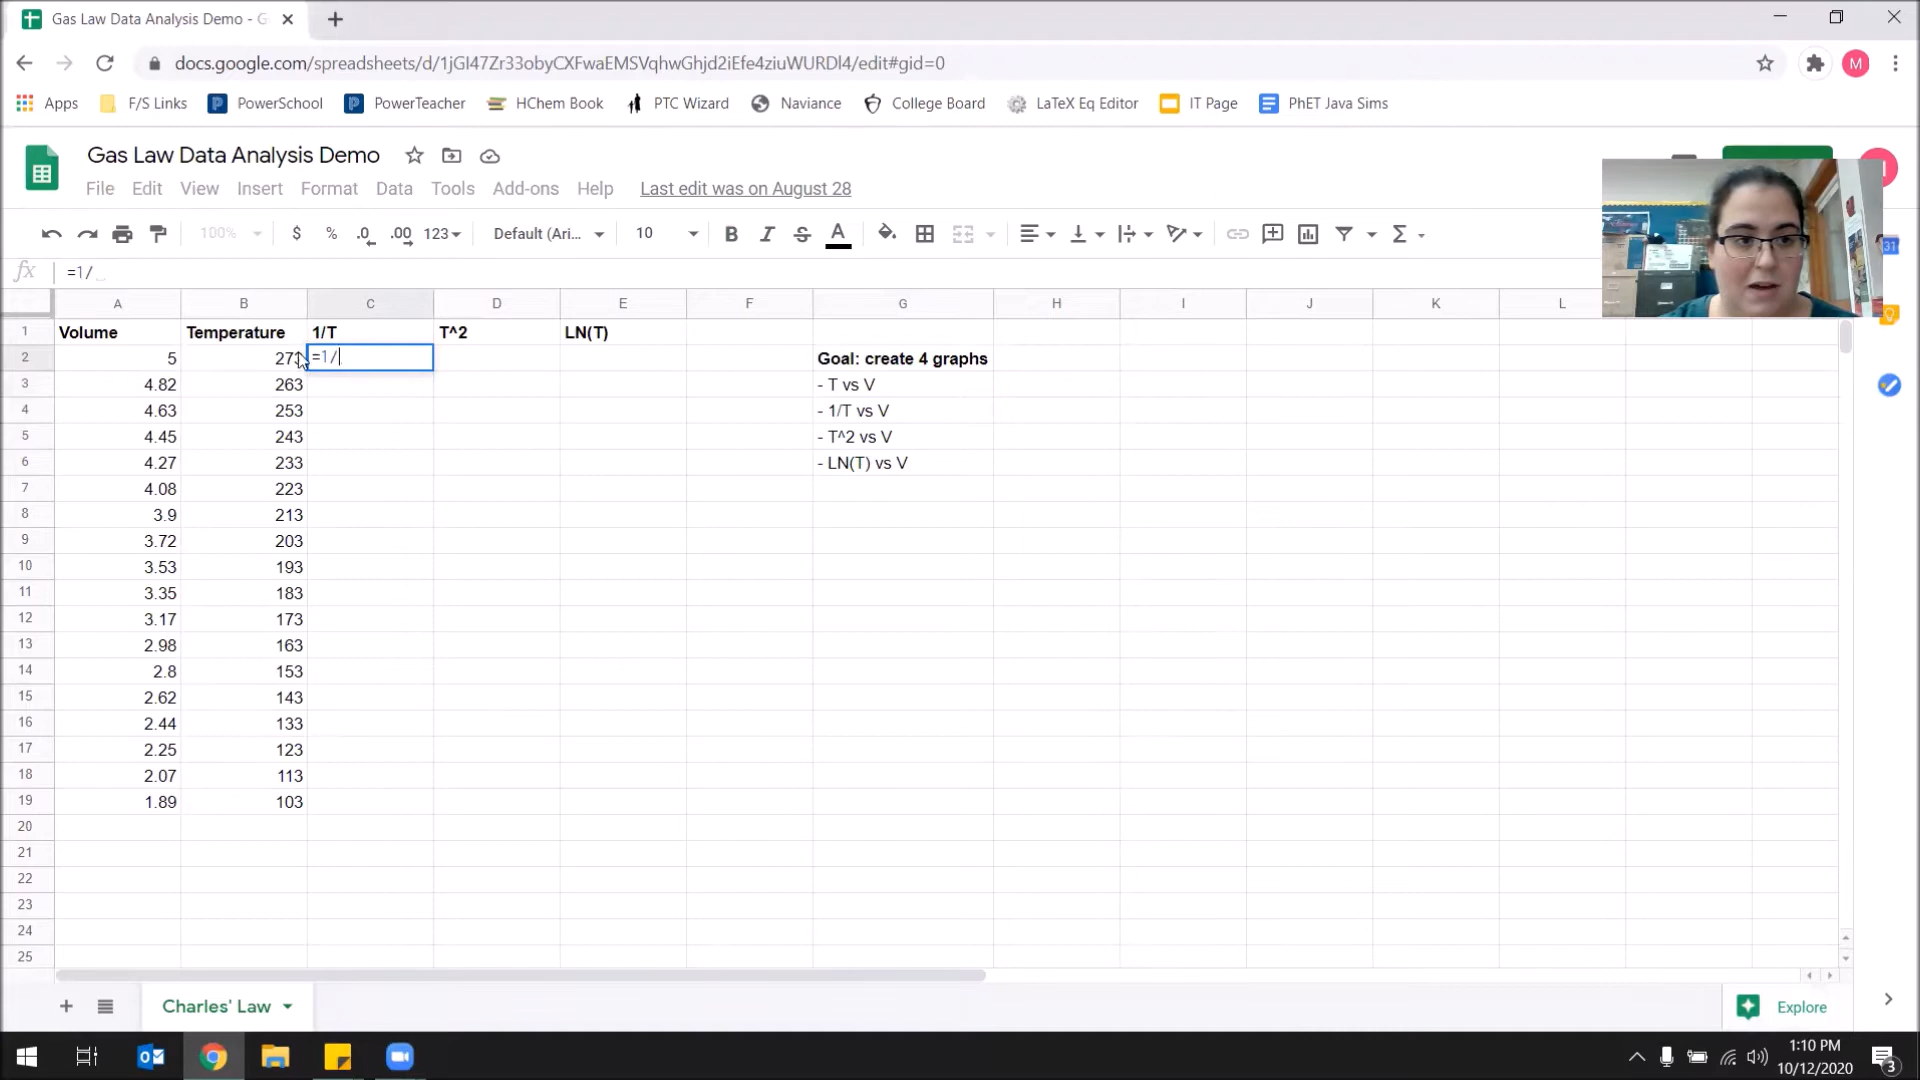 Gas Law Data Analysis Demo - G
docs.google.com/spreadsheets/d/1jGI47Zr33obyCXFwaEMSVqhwGhjd2iEfe4ziuWURDl4/edit#gid=0
M
Apps F/S Links PowerSchool PowerTeacher HChem Book PTC Wizard Naviance College Board LaTeX Eq Editor IT Page PhET Java Sims
Gas Law Data Analysis Demo
File Edit View Insert Format Data Tools Add-ons Help Last edit was on August 28
100% $ % .0 .00 123 Default (Ari... 10 B I S A
31
fx =1/
A B C D E F G H I J K L
1 Volume Temperature 1/T T^2 LN(T)
2 5 273 =1/ Goal: create 4 graphs
3 4.82 263 - T vs V
4 4.63 253 - 1/T vs V
5 4.45 243 - T^2 vs V
6 4.27 233 - LN(T) vs V
7 4.08 223
8 3.9 213
9 3.72 203
10 3.53 193
11 3.35 183
12 3.17 173
13 2.98 163
14 2.8 153
15 2.62 143
16 2.44 133
17 2.25 123
18 2.07 113
19 1.89 103
20
21
22
23
24
25
Charles' Law
Explore
1:10 PM
10/12/2020
3